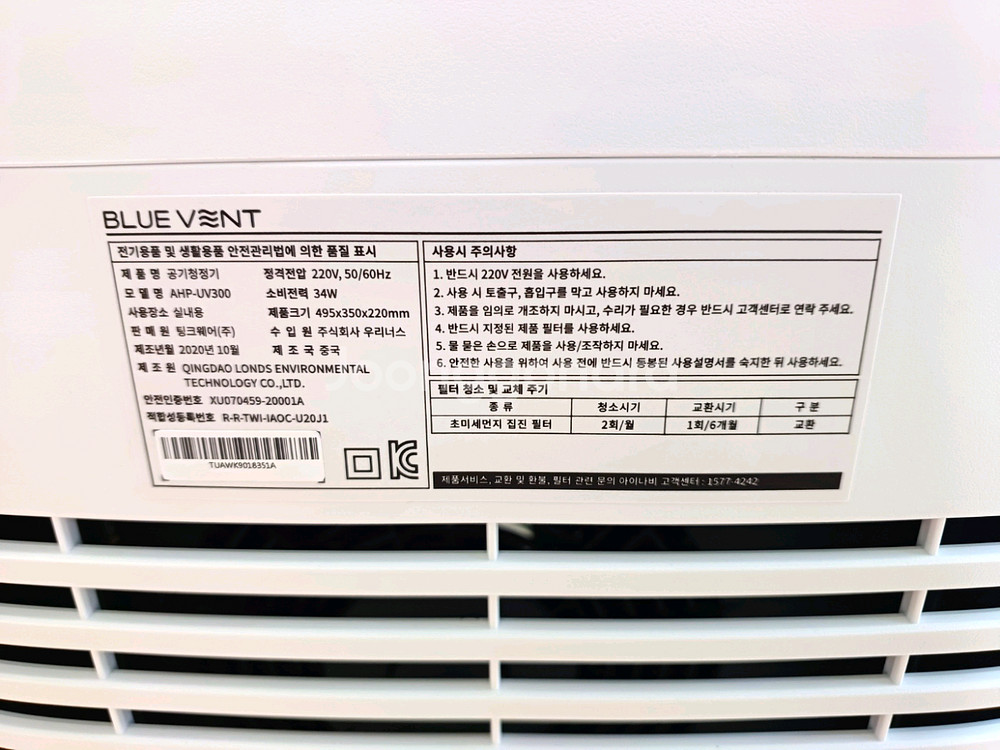 BLUE VENT
전기용품 및 생활용품 안전관리법에 의한 품질 표시
제 품 명 공기청정기 정격전압 220V, 50/60Hz
모 델 명 AHP-UV300 소비전력 34W
사용장소 실내용 제품크기 495x350x220mm
판 매 원 팅크웨어(주) 수 입 원 주식회사 우리너스
제조년월 2020년 10월 제 조 국 중국
제 조 원 QINGDAO LONDS ENVIRONMENTAL
TECHNOLOGY CO.,LTD.
안전인증번호 XU070459-20001A
적합성등록번호 R-R-TWI-IAOC-U20J1
TUAWK9018351A
사용시 주의사항
1. 반드시 220V 전원을 사용하세요.
2. 사용 시 토출구, 흡입구를 막고 사용하지 마세요.
3. 제품을 임의로 개조하지 마시고, 수리가 필요한 경우 반드시 고객센터로 연락 주세요.
4. 반드시 지정된 제품 필터를 사용하세요.
5. 물 묻은 손으로 제품을 사용/조작하지 마세요.
6. 안전한 사용을 위하여 사용 전에 반드시 동봉된 사용설명서를 숙지한 뒤 사용하세요.
필터 청소 및 교체 주기
종 류 청소시기 교환시기 구 분
초미세먼지 집진 필터 2회/월 1회/6개월 교환
제품서비스, 교환 및 환불, 필터 관련 문의 아이나비 고객센터 : 1577-4242